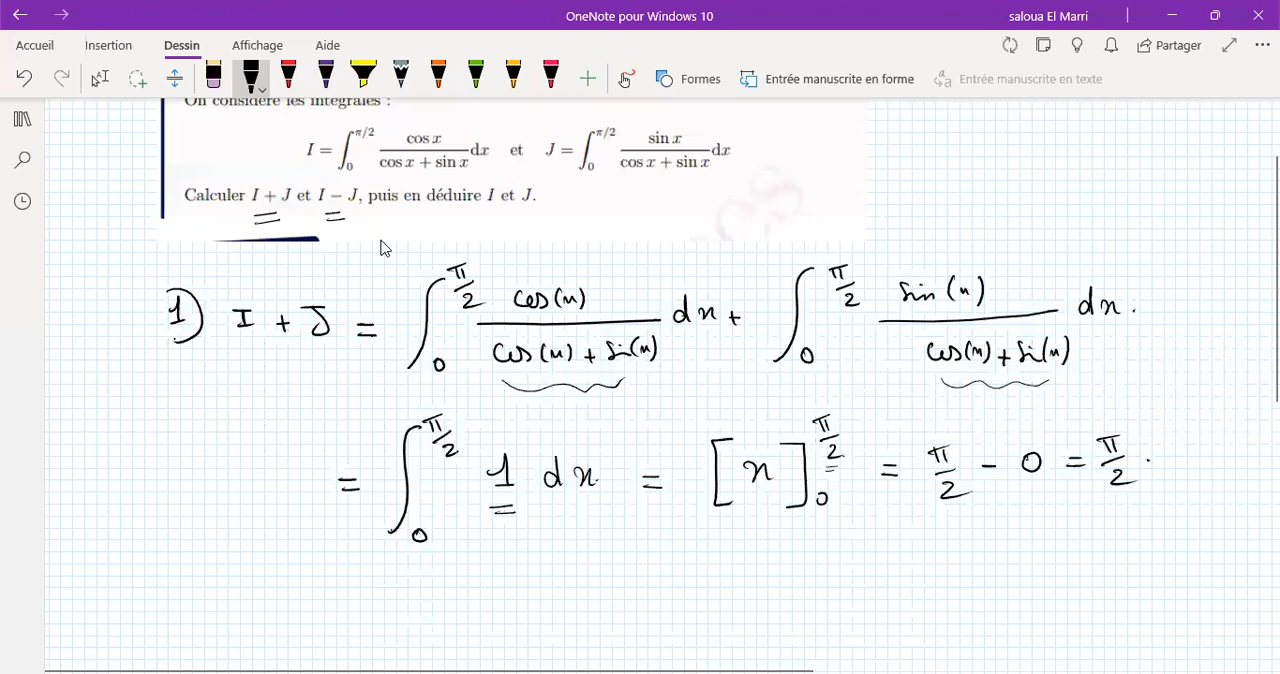 OneNote pour Windows 10
saloua El Marri
Accueil Insertion Dessin Affichage Aide
Partager
Formes Entrée manuscrite en forme Entrée manuscrite en texte
On considère les intégrales :
I = ∫₀^{π/2} cos x / (cos x + sin x) dx et J = ∫₀^{π/2} sin x / (cos x + sin x) dx
Calculer I + J et I − J, puis en déduire I et J.
1) I + J = ∫₀^{π/2} cos(x) / (cos(x) + sin(x)) dx + ∫₀^{π/2} sin(x) / (cos(x) + sin(x)) dx.
= ∫₀^{π/2} 1 dx = [x]₀^{π/2} = π/2 − 0 = π/2.